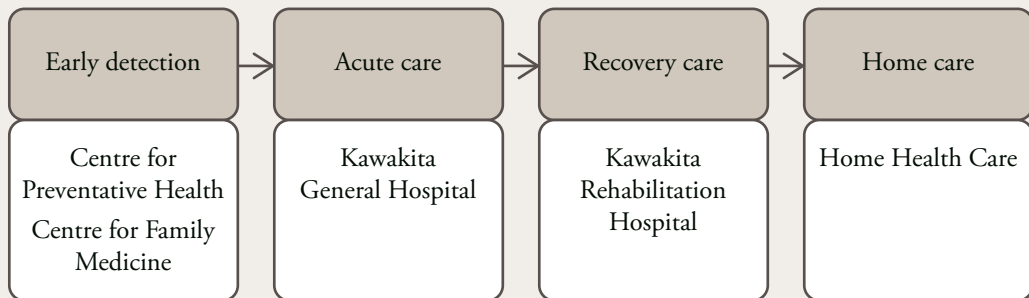 Early detection
Acute care
Recovery care
Home care
Centre for
Preventative Health
Centre for Family
Medicine
Kawakita
General Hospital
Kawakita
Rehabilitation
Hospital
Home Health Care